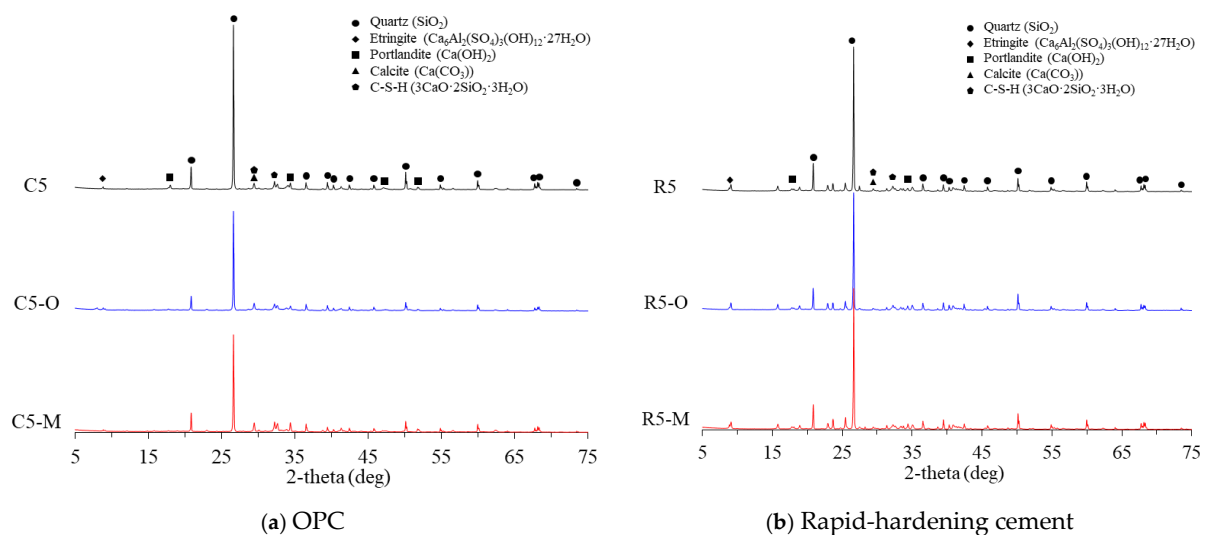 Quartz (SiO₂)
Etringite (Ca₆Al₂(SO₄)₃(OH)₁₂·27H₂O)
Portlandite (Ca(OH)₂)
Calcite (Ca(CO₃))
C-S-H (3CaO·2SiO₂·3H₂O)
C5
C5-O
C5-M
5 15 25 35 45 55 65 75
2-theta (deg)
(a) OPC
Quartz (SiO₂)
Etringite (Ca₆Al₂(SO₄)₃(OH)₁₂·27H₂O)
Portlandite (Ca(OH)₂)
Calcite (Ca(CO₃))
C-S-H (3CaO·2SiO₂·3H₂O)
R5
R5-O
R5-M
5 15 25 35 45 55 65 75
2-theta (deg)
(b) Rapid-hardening cement